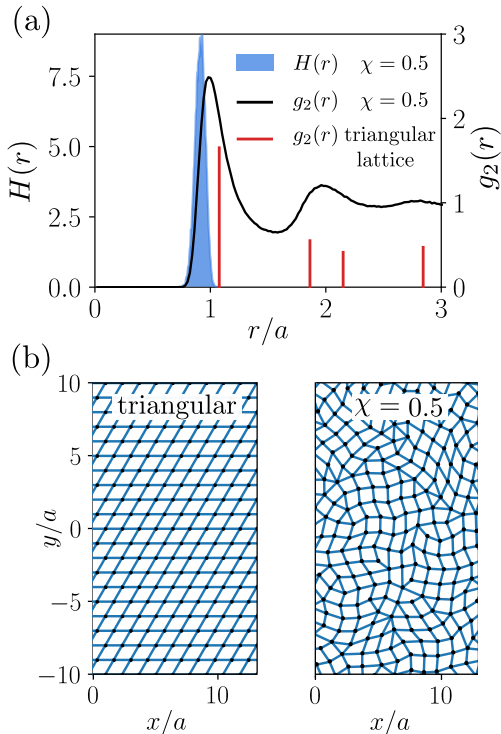 (a)
H(r) χ = 0.5
g₂(r) χ = 0.5
g₂(r) triangular
lattice
H(r)
7.5
5.0
2.5
0.0
g₂(r)
3
2
1
0
0 1 2 3
r/a
(b)
triangular
χ = 0.5
y/a
10
5
0
−5
−10
0 10
x/a
0 10
x/a